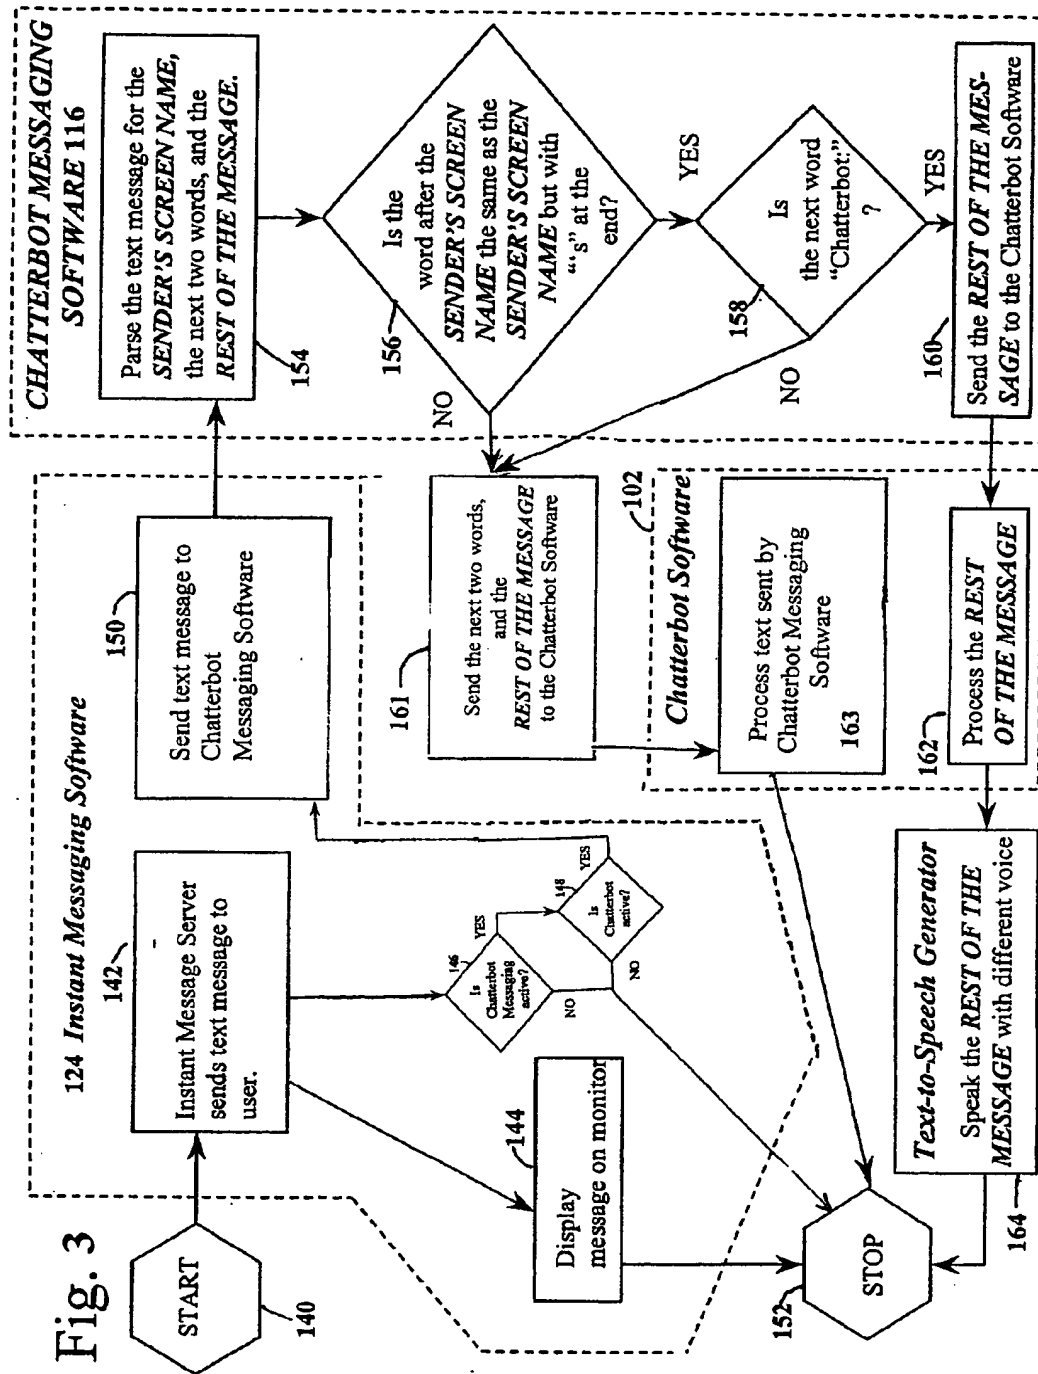 Fig. 3
START
140
124 Instant Messaging Software
142
Instant Message Server
sends text message to
user.
144
Display
message on monitor
146
Is
Chatterbot
Messaging
active?
YES
NO
148
Is
Chatterbot
active?
YES
NO
150
Send text message to
Chatterbot
Messaging Software
CHATTERBOT MESSAGING
SOFTWARE 116
Parse the text message for the
SENDER'S SCREEN NAME,
the next two words, and the
REST OF THE MESSAGE.
154
Is the
word after the
SENDER'S SCREEN
NAME the same as the
SENDER'S SCREEN
NAME but with
“'s” at the
end?
156
NO
YES
Is
the next word
“Chatterbot:”
?
158
NO
YES
Send the REST OF THE MES-
SAGE to the Chatterbot Software
160
Send the next two words,
and the
REST OF THE MESSAGE
to the Chatterbot Software
161
102
Chatterbot Software
Process text sent by
Chatterbot Messaging
Software
163
Process the REST
OF THE MESSAGE
162
Text-to-Speech Generator
Speak the REST OF THE
MESSAGE with different voice
164
STOP
152